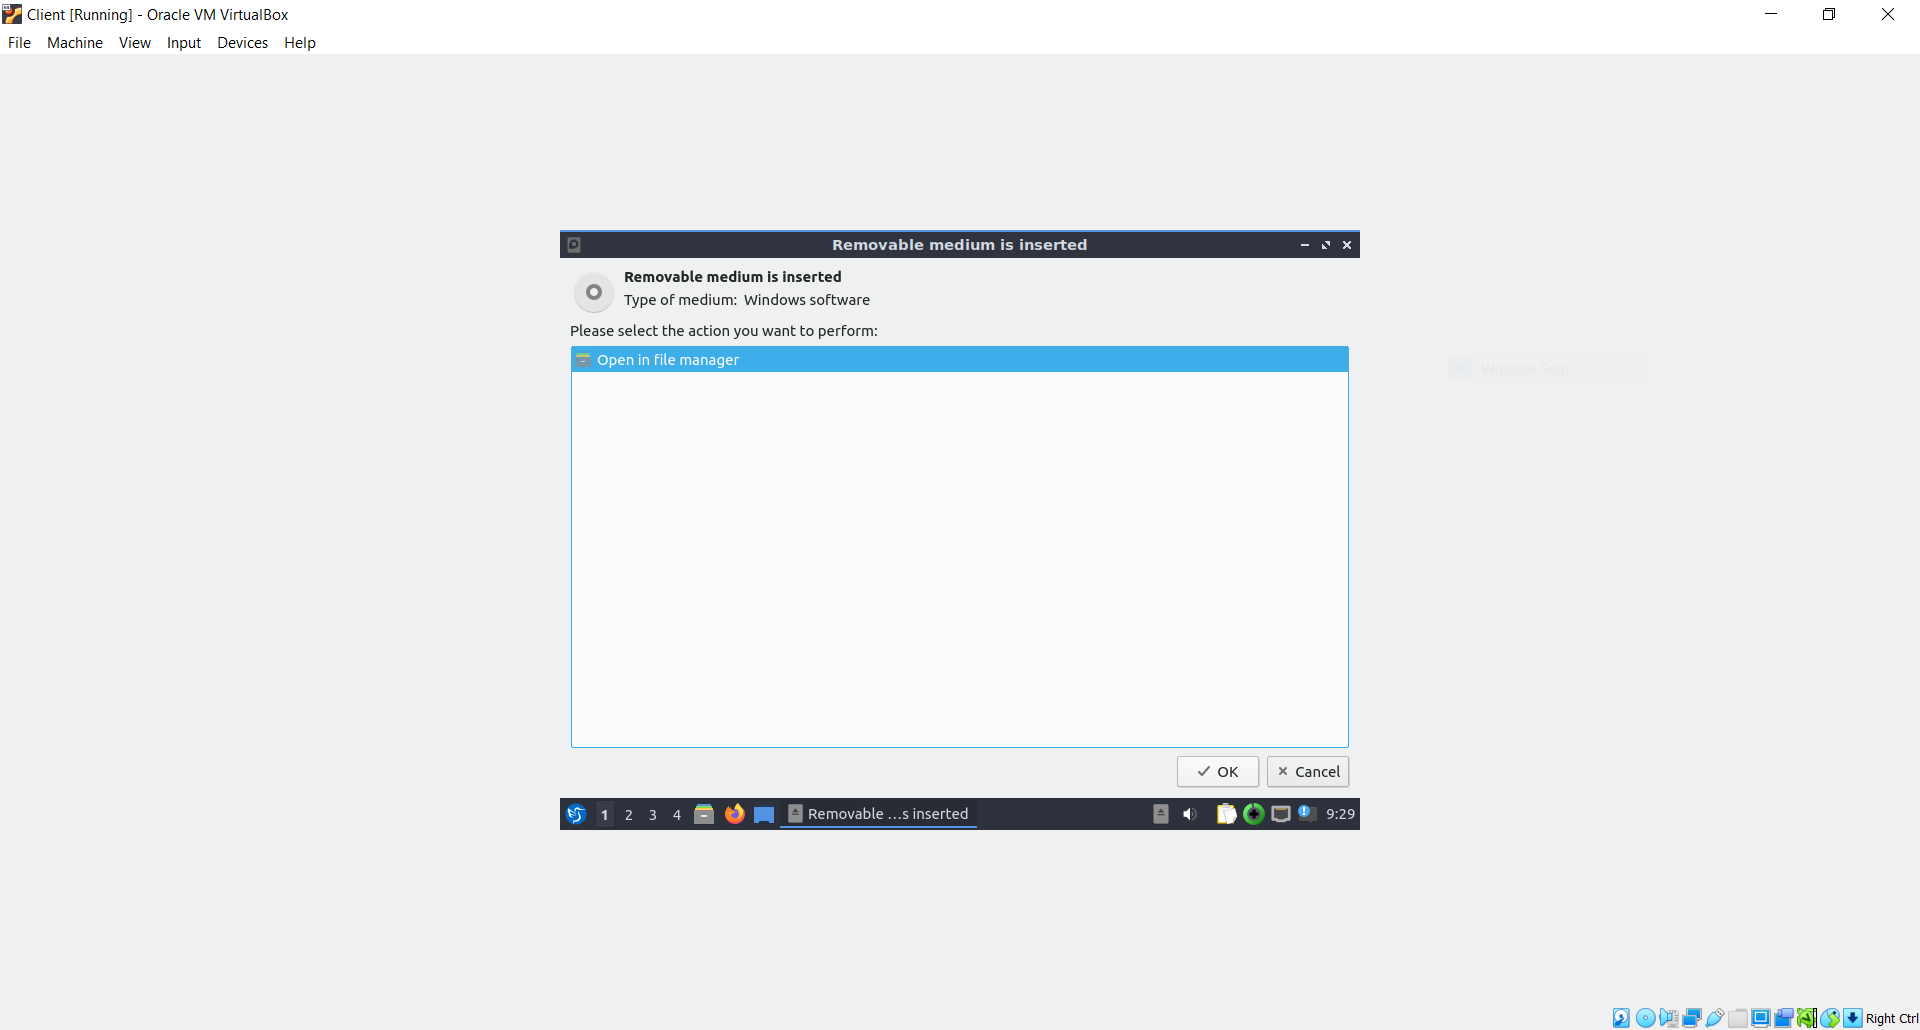 Client [Running] - Oracle VM VirtualBox
File Machine View Input Devices Help
Removable medium is inserted
Removable medium is inserted
Type of medium: Windows software
Please select the action you want to perform:
Open in file manager
Window Snip
OK Cancel
1 2 3 4 Removable ...s inserted 9:29
Right Ctrl